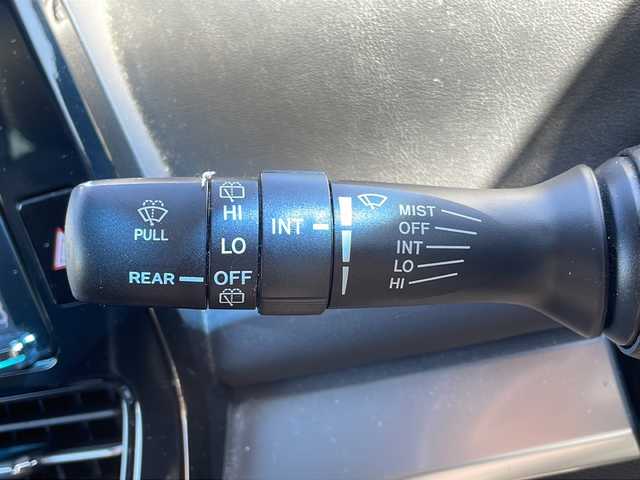 PULL
REAR
HI
LO
OFF
INT
MIST
OFF
INT
LO
HI